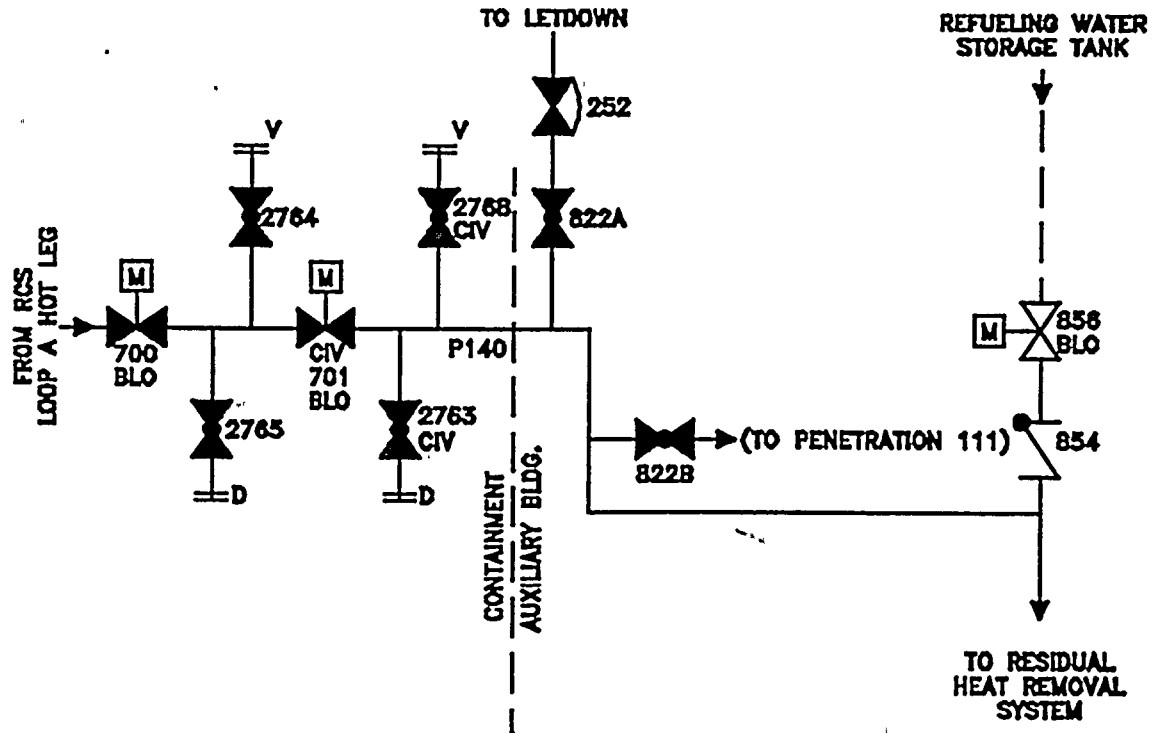 TO LETDOWN
REFUELING WATER
STORAGE TANK
252
V
V
2764
2768
CIV
822A
FROM RCS
LOOP A HOT LEG
M
M
700
BLO
CIV
701
BLO
P140
M
856
BLO
2765
2763
CIV
822B
(TO PENETRATION 111)
854
D
D
CONTAINMENT
AUXILIARY BLDG.
TO RESIDUAL
HEAT REMOVAL
SYSTEM